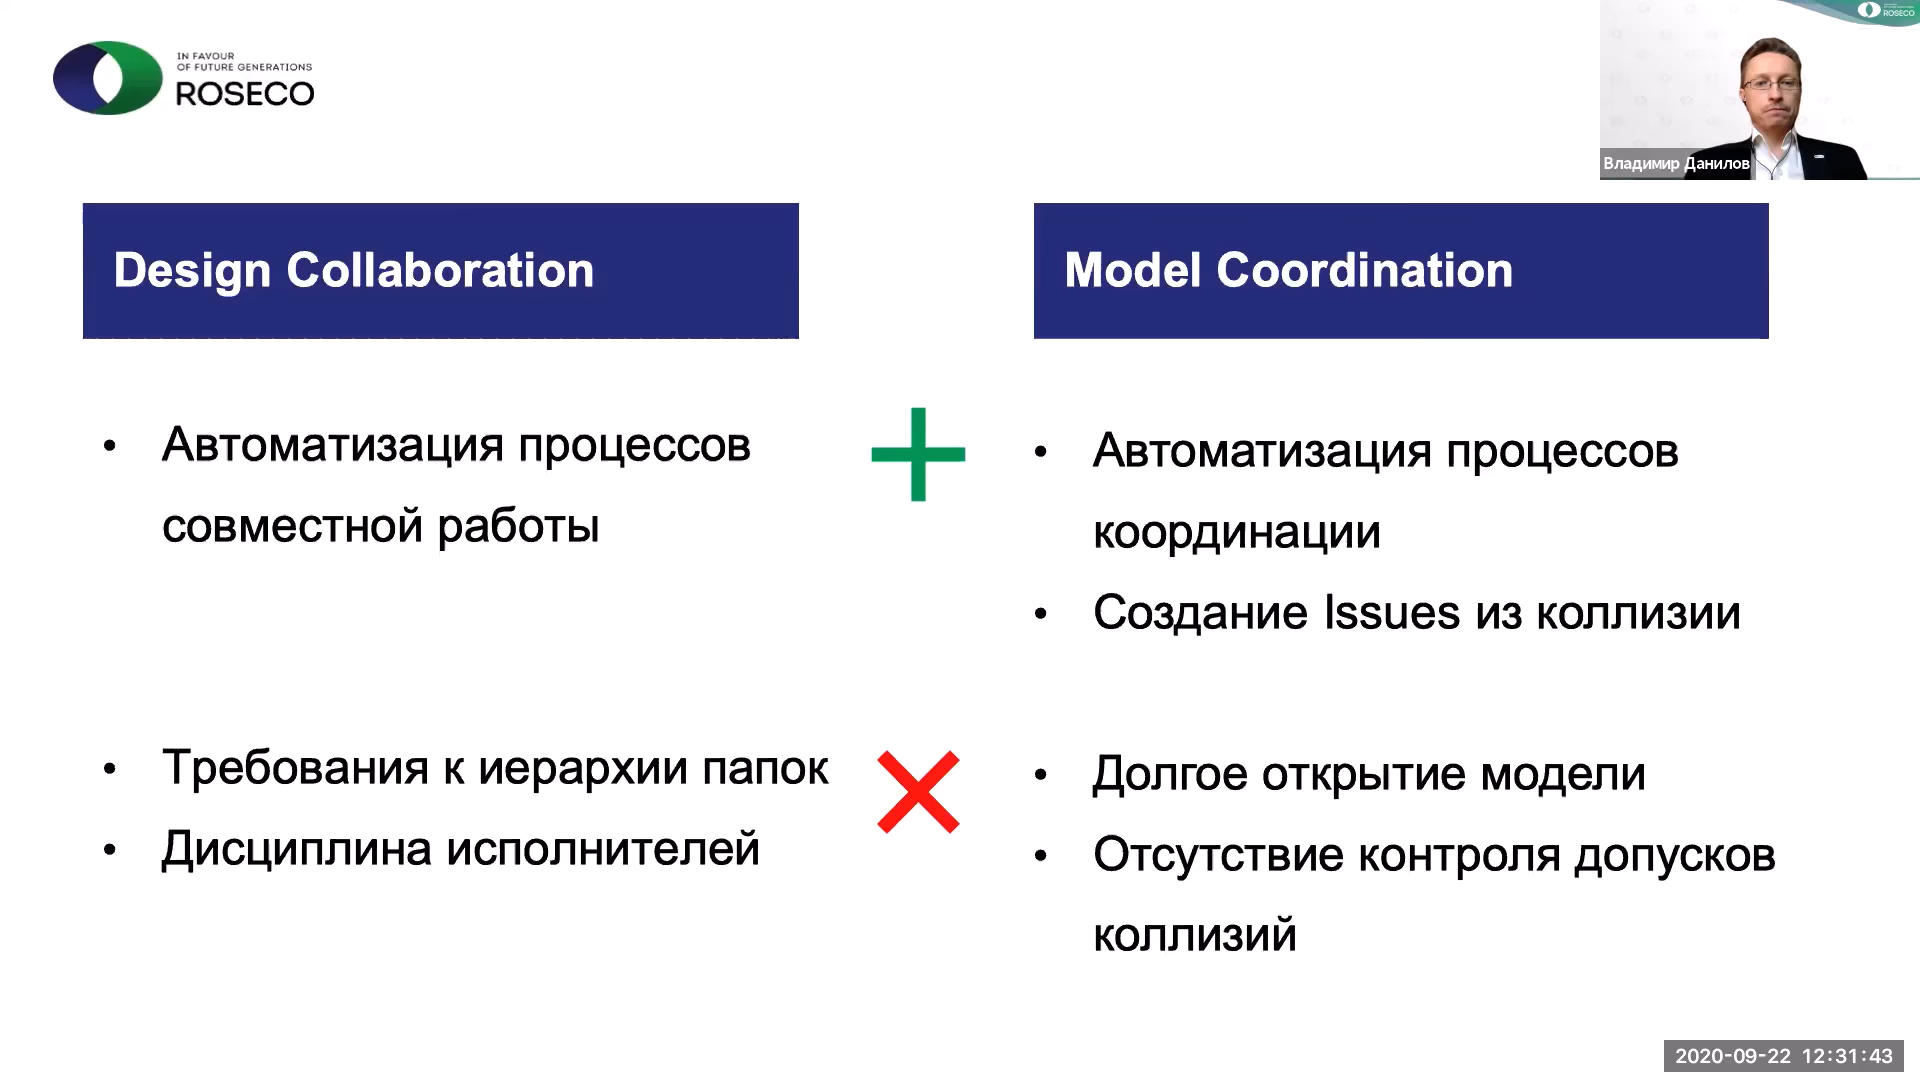 IN FAVOUR
OF FUTURE GENERATIONS
ROSECO
ROSECO
Владимир Данилов
Design Collaboration
Model Coordination
• Автоматизация процессов
совместной работы
• Автоматизация процессов
координации
• Создание Issues из коллизии
• Требования к иерархии папок
• Дисциплина исполнителей
• Долгое открытие модели
• Отсутствие контроля допусков
коллизий
2020-09-22 12:31:43